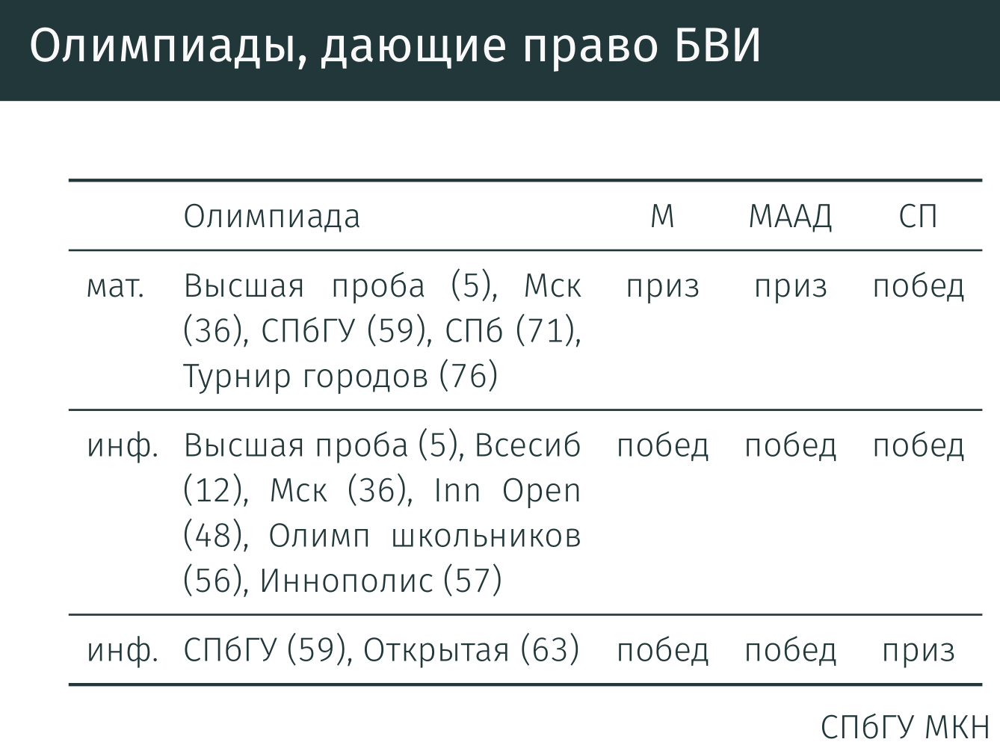 Олимпиады, дающие право БВИ
Олимпиада М МААД СП
мат. Высшая проба (5), Мск приз приз побед
(36), СПбГУ (59), СПб (71),
Турнир городов (76)
инф. Высшая проба (5), Всесиб побед побед побед
(12), Мск (36), Inn Open
(48), Олимп школьников
(56), Иннополис (57)
инф. СПбГУ (59), Открытая (63) побед побед приз
СПбГУ МКН